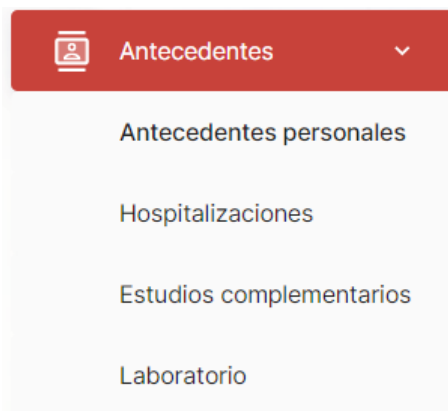 Antecedentes
Antecedentes personales
Hospitalizaciones
Estudios complementarios
Laboratorio